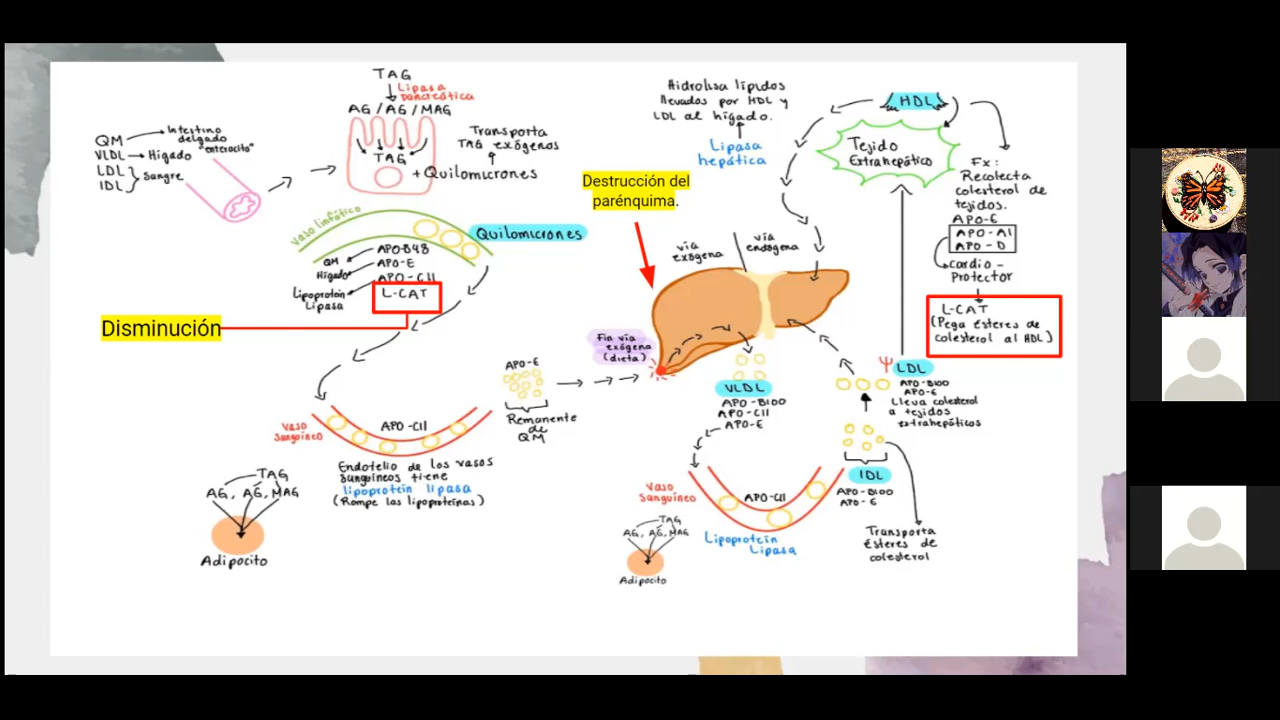 QM → Intestino
delgado
"enterocito"
VLDL → Hígado
LDL
IDL } Sangre
TAG
Lipasa
pancreática
AG / AG / MAG
TAG
+ Quilomicrones
Transporta
TAG exógenos
Vaso linfático
Quilomicrones
QM
APO-B48
Hígado
APO-E
APO-CII
Lipoproteín
Lipasa
L-CAT
Disminución
Vaso
Sanguíneo
APO-CII
Endotelio de los vasos
sanguíneos tiene
lipoproteín lipasa
(Rompe las lipoproteínas)
TAG
AG, AG, MAG
Adipocito
APO-E
Remanente
de
QM
Destrucción del
parénquima.
Fin vía
exógena
(dieta)
vía
exógena
vía
endógena
Hidrolisa lípidos
llevados por HDL y
LDL al hígado.
Lipasa
hepática
HDL
Tejido
Extrahepático
Fx:
Recolecta
colesterol de
tejidos.
APO-E
APO-A1
APO-D
Cardio-
Protector
L-CAT
(Pega ésteres de
colesterol al HDL)
LDL
APO-B100
APO-E
Lleva colesterol
a tejidos
extrahepáticos
VLDL
APO-B100
APO-CII
APO-E
Vaso
Sanguíneo
APO-CII
Lipoproteín
Lipasa
TAG
AG, AG, MAG
Adipocito
IDL
APO-B100
APO-E
Transporta
ésteres de
colesterol